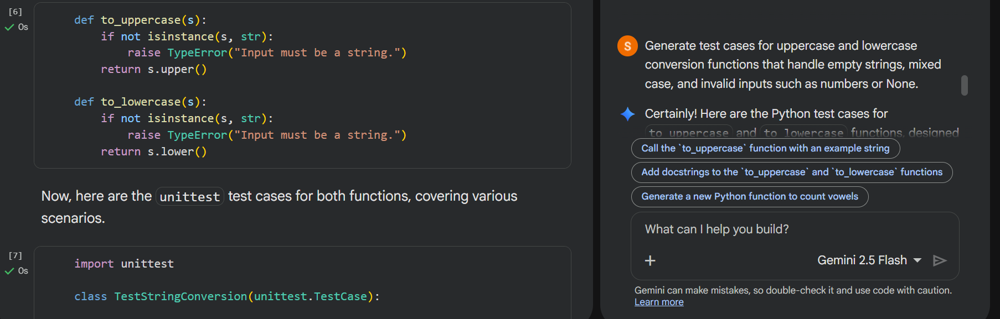 [6]
0s
def to_uppercase(s):
if not isinstance(s, str):
raise TypeError("Input must be a string.")
return s.upper()
def to_lowercase(s):
if not isinstance(s, str):
raise TypeError("Input must be a string.")
return s.lower()
Now, here are the unittest test cases for both functions, covering various
scenarios.
[7]
0s
import unittest
class TestStringConversion(unittest.TestCase):
S
Generate test cases for uppercase and lowercase
conversion functions that handle empty strings, mixed
case, and invalid inputs such as numbers or None.
Certainly! Here are the Python test cases for
to_uppercase and to_lowercase functions, designed
Call the `to_uppercase` function with an example string
Add docstrings to the `to_uppercase` and `to_lowercase` functions
Generate a new Python function to count vowels
What can I help you build?
+
Gemini 2.5 Flash
Gemini can make mistakes, so double-check it and use code with caution.
Learn more